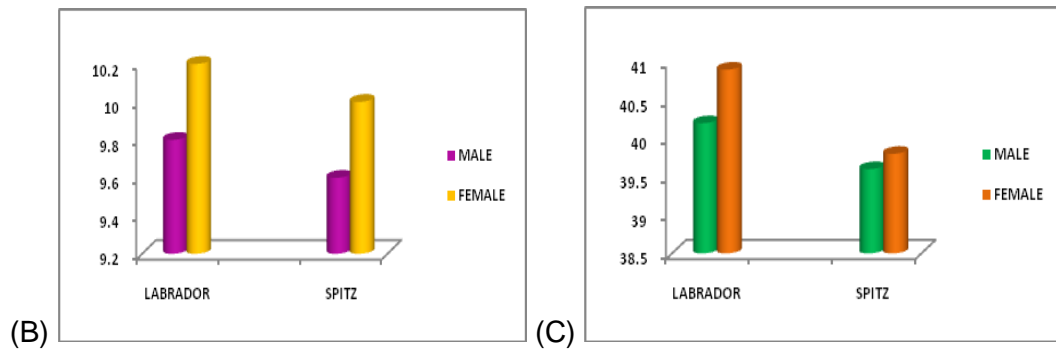 10.2
10
9.8
9.6
9.4
9.2
LABRADOR
SPITZ
MALE
FEMALE
(B)
41
40.5
40
39.5
39
38.5
LABRADOR
SPITZ
MALE
FEMALE
(C)